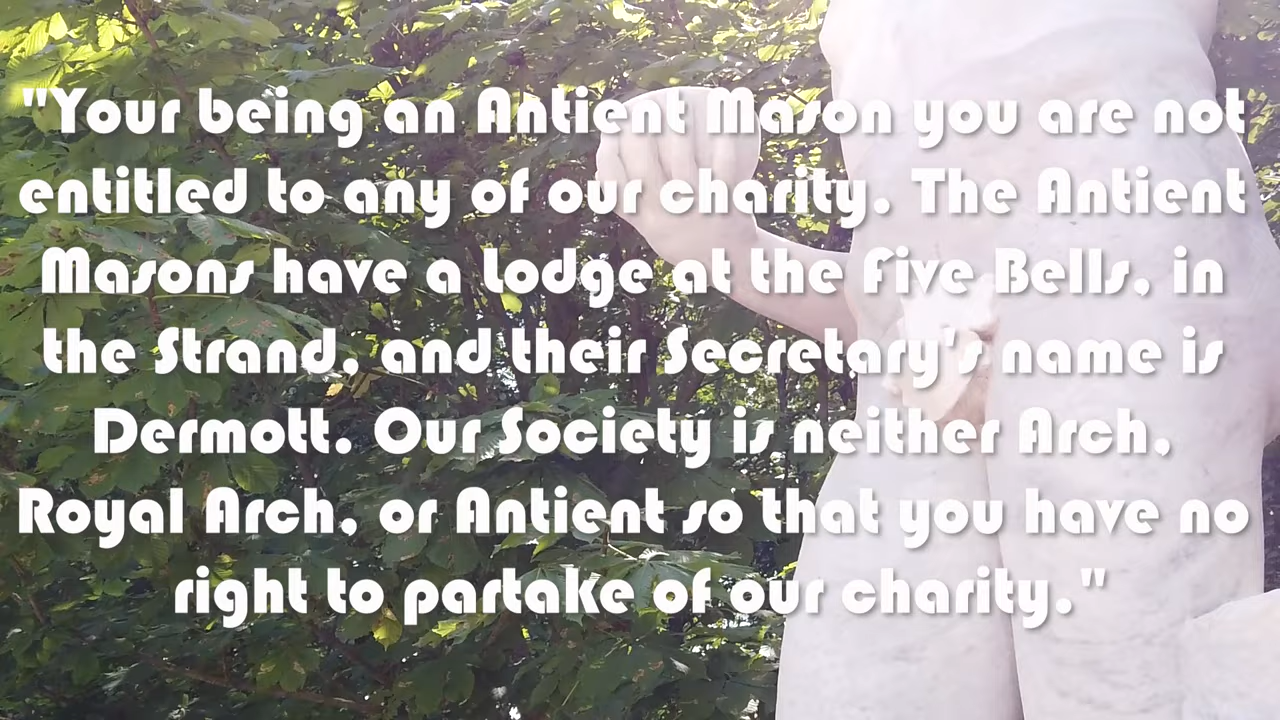 "Your being an Antient Mason you are not
entitled to any of our charity. The Antient
Masons have a Lodge at the Five Bells, in
the Strand, and their Secretary's name is
Dermott. Our Society is neither Arch,
Royal Arch, or Antient so that you have no
right to partake of our charity."